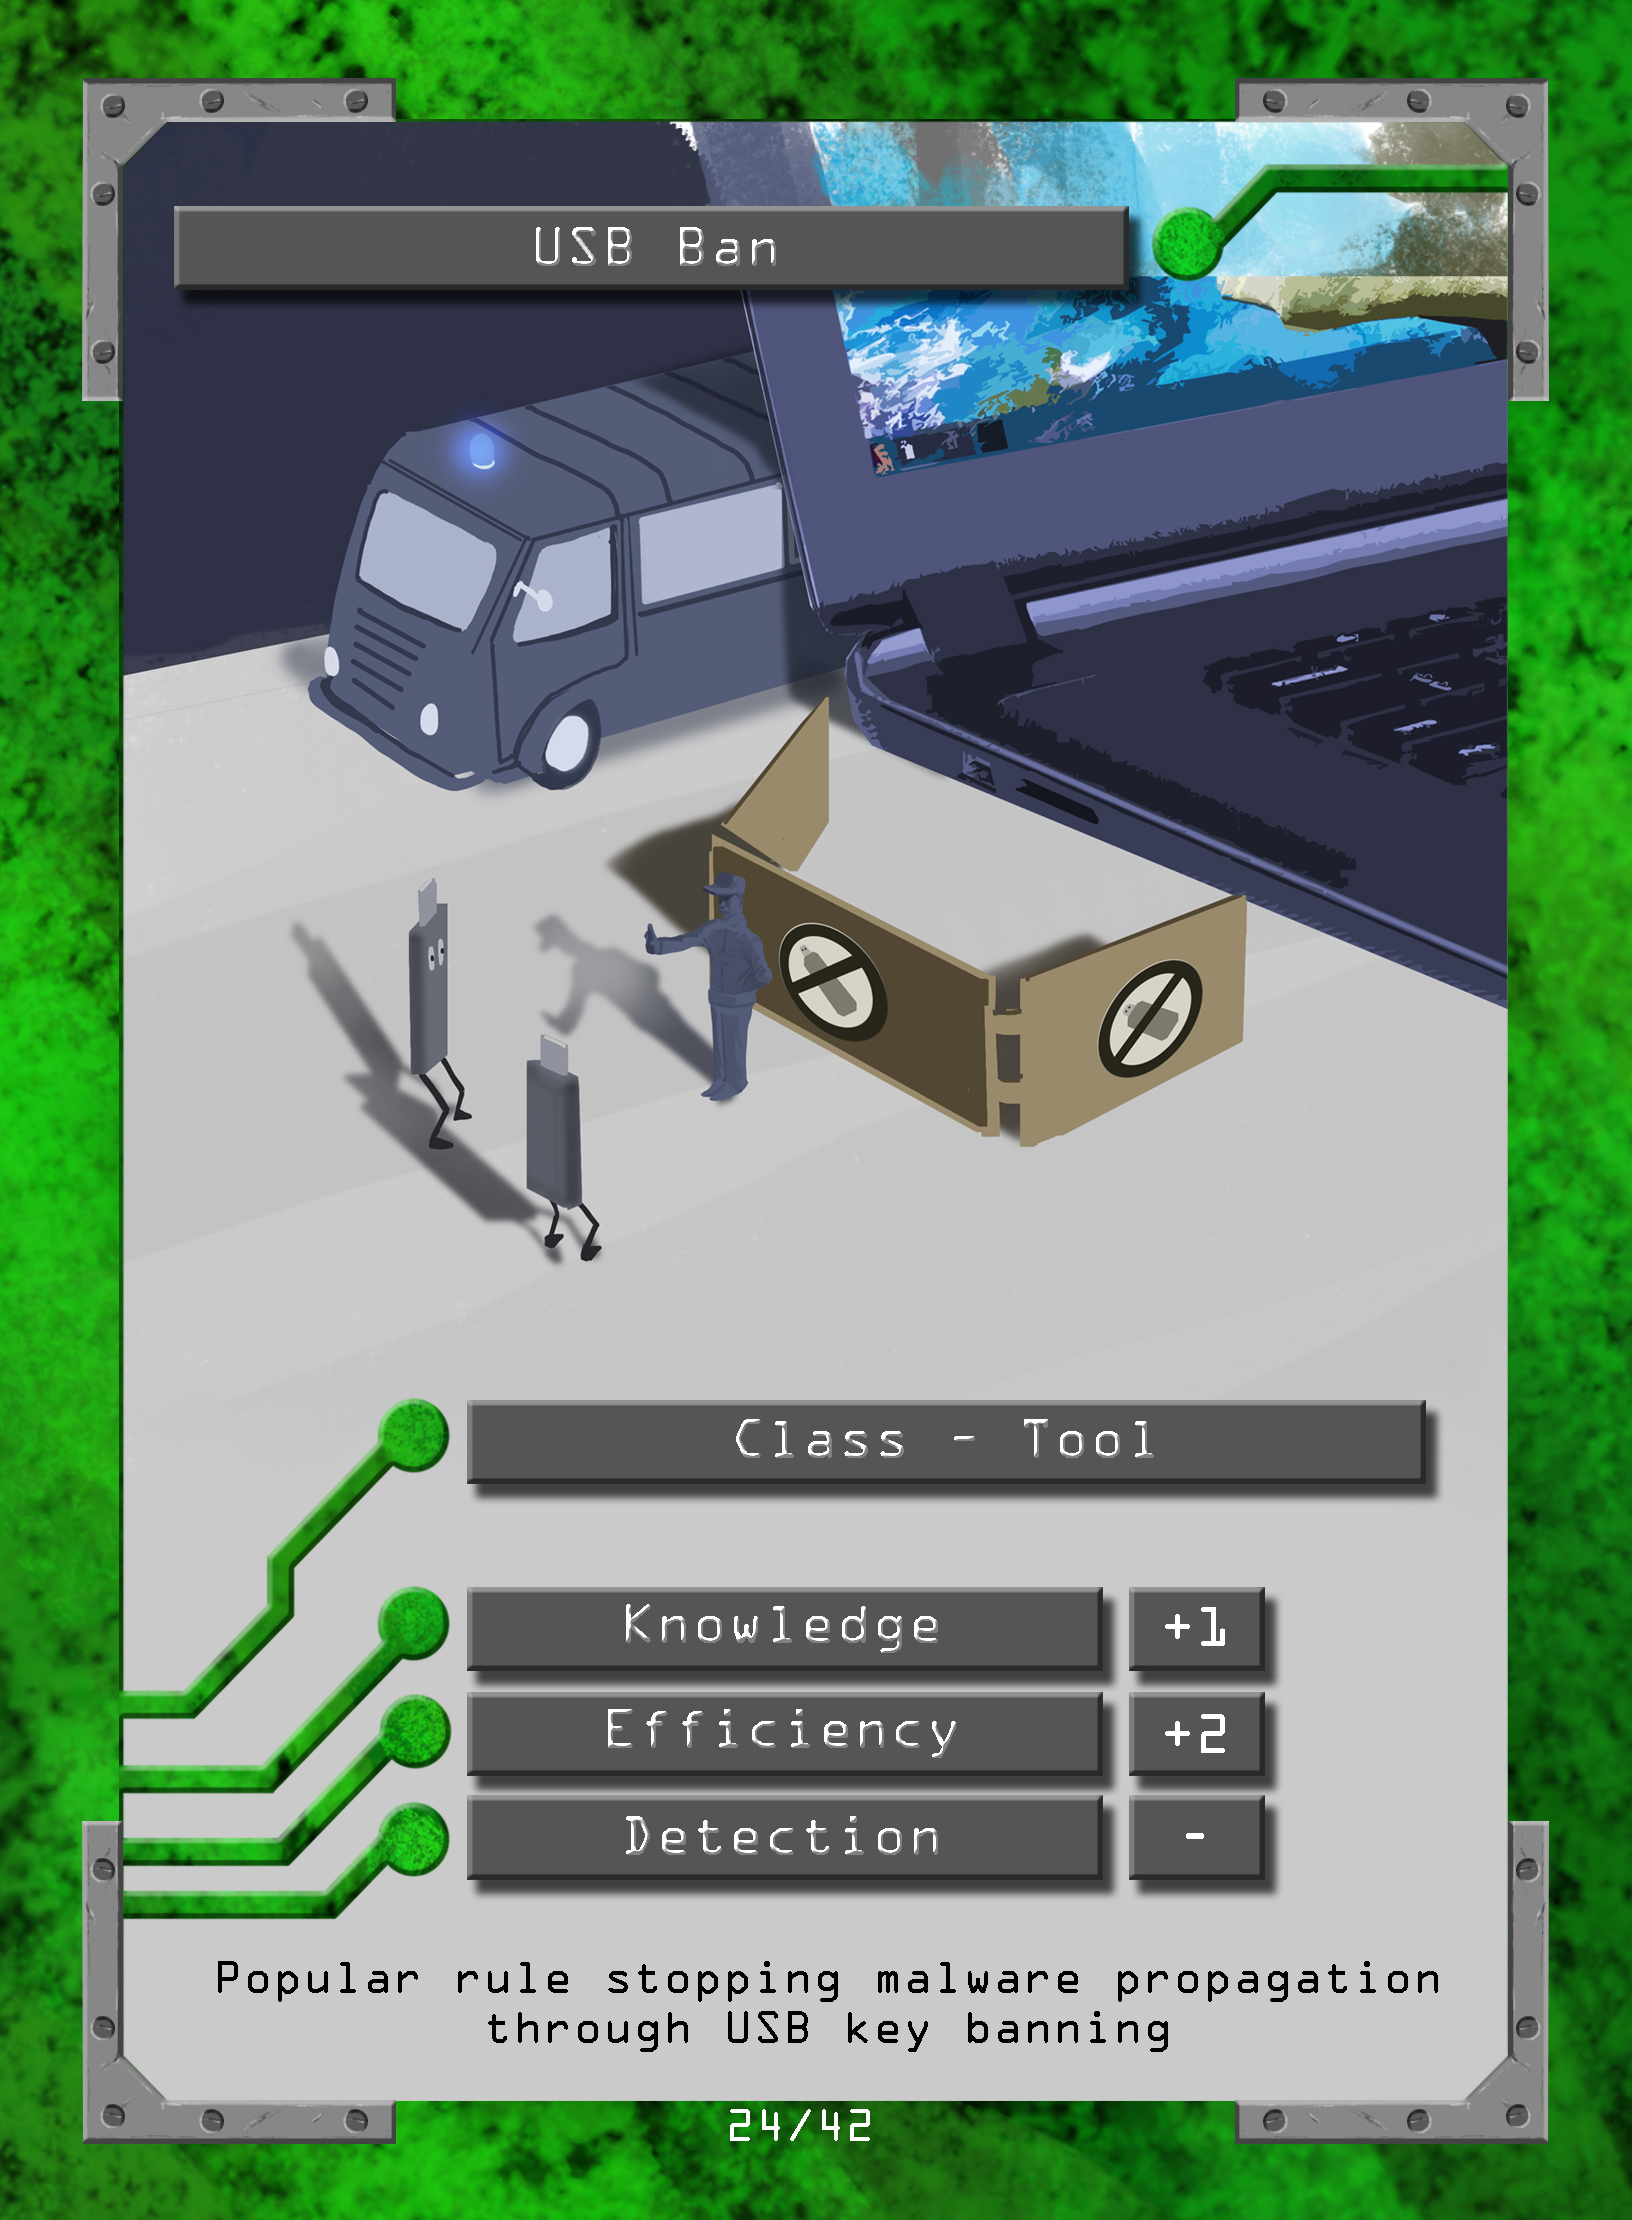 USB Ban
Class - Tool
Knowledge +1
Efficiency +2
Detection -
Popular rule stopping malware propagation
through USB key banning
24/42